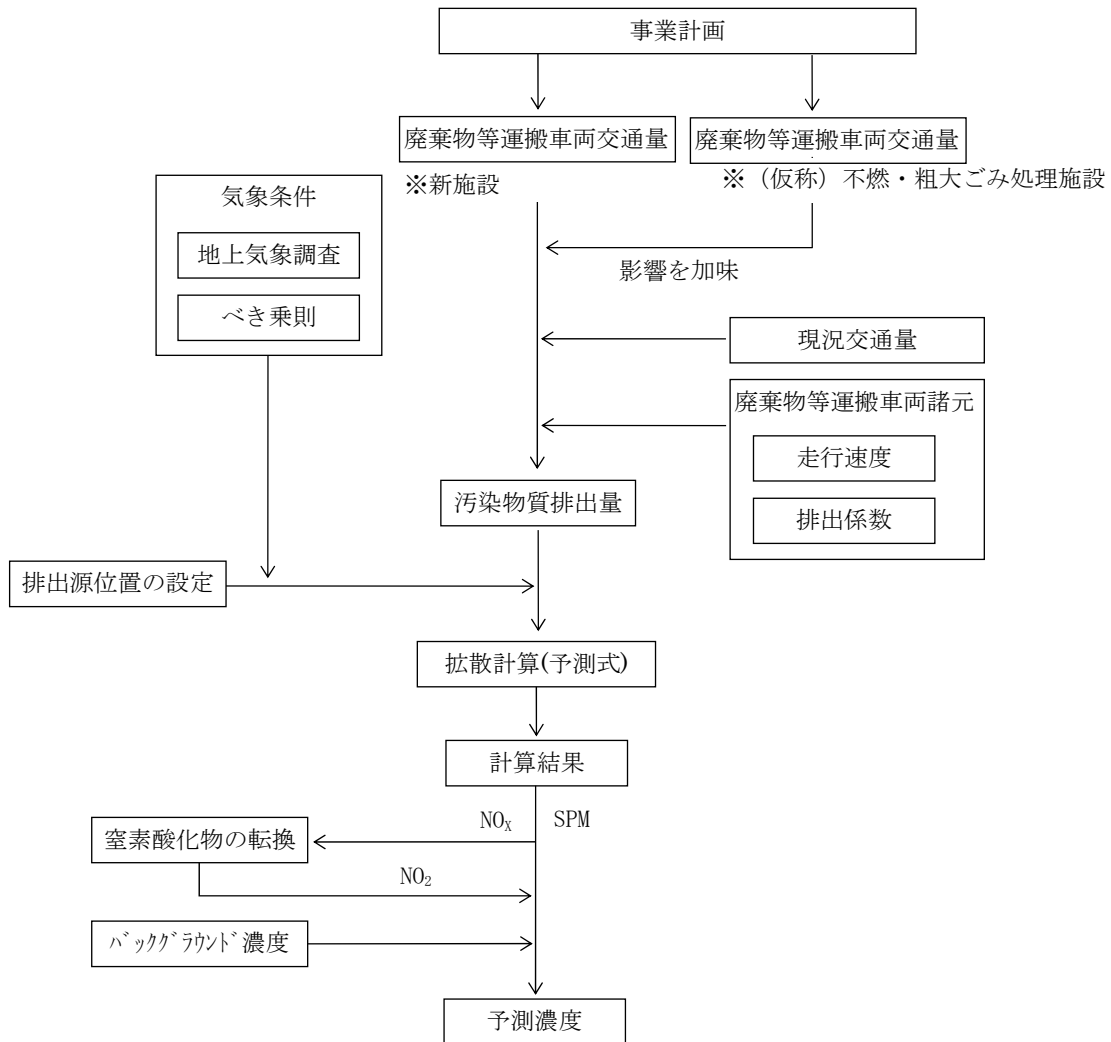 事業計画
廃棄物等運搬車両交通量
廃棄物等運搬車両交通量
※新施設
※（仮称）不燃・粗大ごみ処理施設
気象条件
地上気象調査
べき乗則
影響を加味
現況交通量
廃棄物等運搬車両諸元
走行速度
排出係数
汚染物質排出量
排出源位置の設定
拡散計算(予測式)
計算結果
NOX
SPM
窒素酸化物の転換
NO2
ﾊﾞｯｸｸﾞﾗｳﾝﾄﾞ濃度
予測濃度